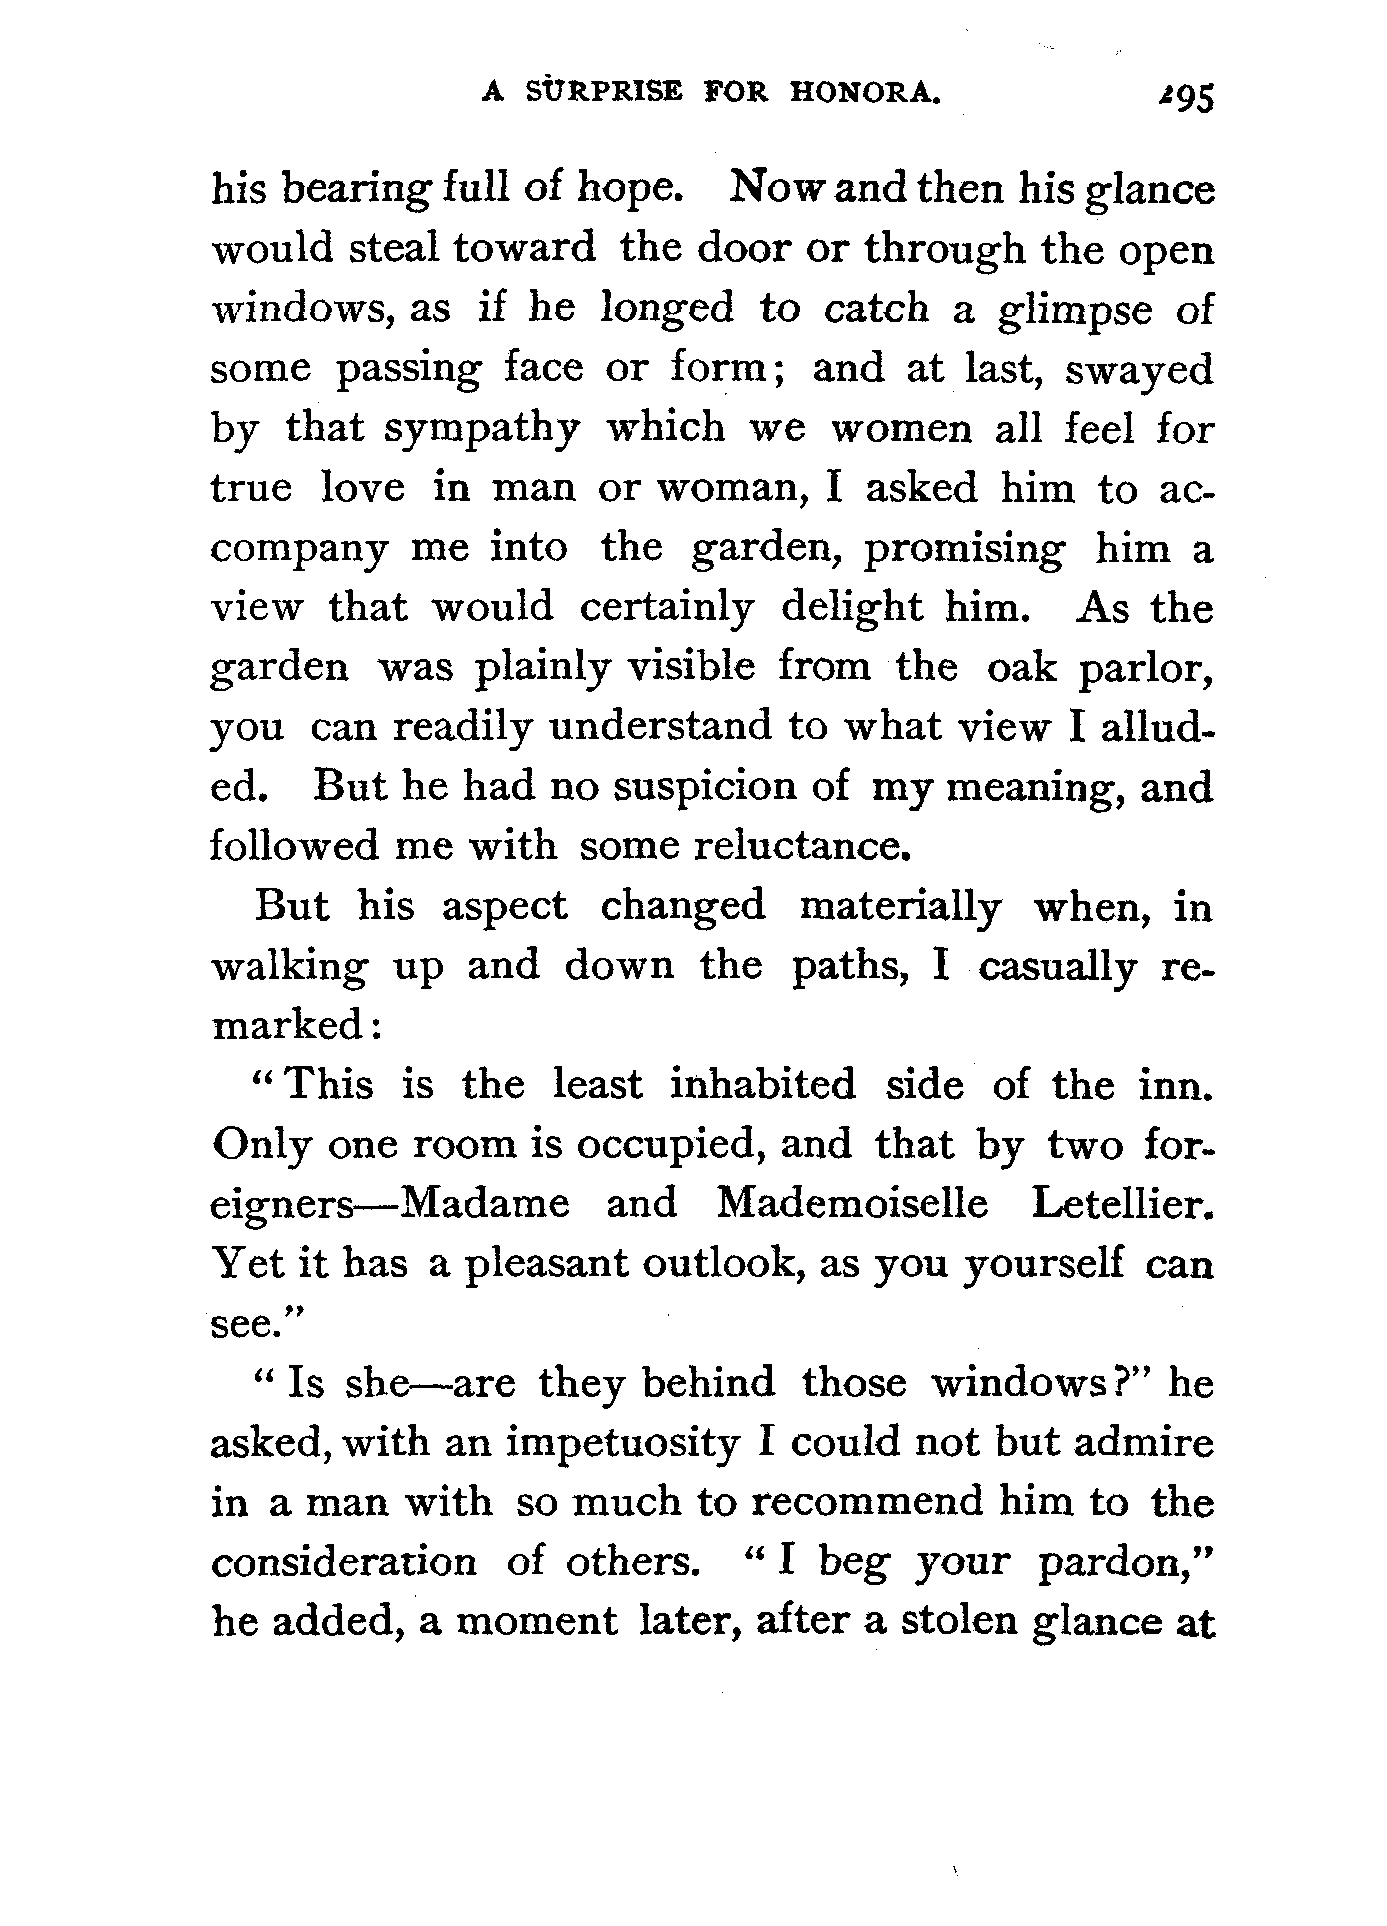 A SURPRISE FOR HONORA. 195
his bearing full of hope. Now and then his glance
would steal toward the door or through the open
windows, as if he longed to catch a glimpse of
some passing face or form; and at last, swayed
by that sympathy which we women all feel for
true love in man or woman, I asked him to ac-
company me into the garden, promising him a
view that would certainly delight him. As the
garden was plainly visible from the oak parlor,
you can readily understand to what view I allud-
ed. But he had no suspicion of my meaning, and
followed me with some reluctance.
But his aspect changed materially when, in
walking up and down the paths, I casually re-
marked:
“This is the least inhabited side of the inn.
Only one room is occupied, and that by two for-
eigners—Madame and Mademoiselle Letellier.
Yet it has a pleasant outlook, as you yourself can
see.”
“Is she—are they behind those windows?” he
asked, with an impetuosity I could not but admire
in a man with so much to recommend him to the
consideration of others. “I beg your pardon,”
he added, a moment later, after a stolen glance at